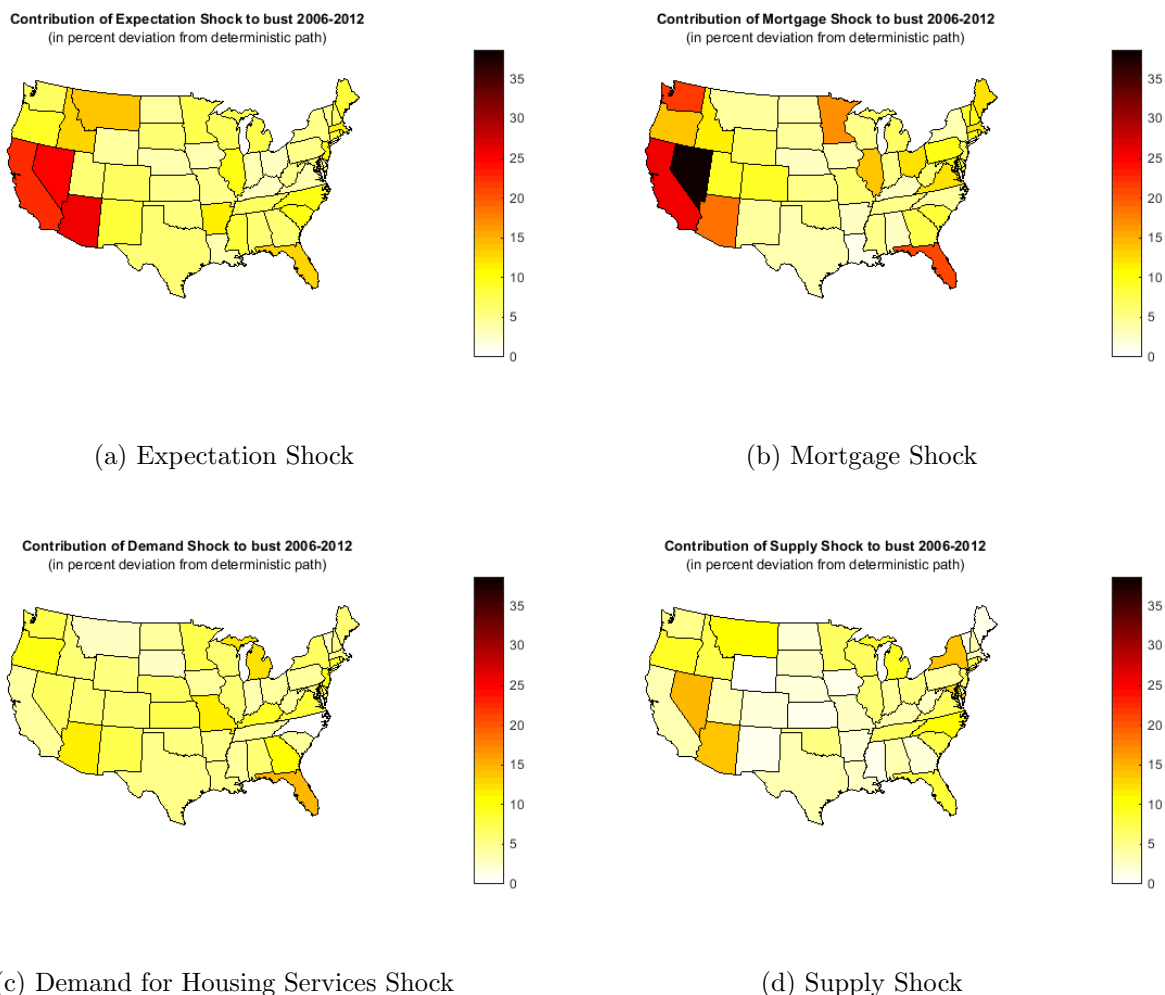 Contribution of Expectation Shock to bust 2006-2012
(in percent deviation from deterministic path)
35
30
25
20
15
10
5
0
(a) Expectation Shock
Contribution of Mortgage Shock to bust 2006-2012
(in percent deviation from deterministic path)
35
30
25
20
15
10
5
0
(b) Mortgage Shock
Contribution of Demand Shock to bust 2006-2012
(in percent deviation from deterministic path)
35
30
25
20
15
10
5
0
(c) Demand for Housing Services Shock
Contribution of Supply Shock to bust 2006-2012
(in percent deviation from deterministic path)
35
30
25
20
15
10
5
0
(d) Supply Shock